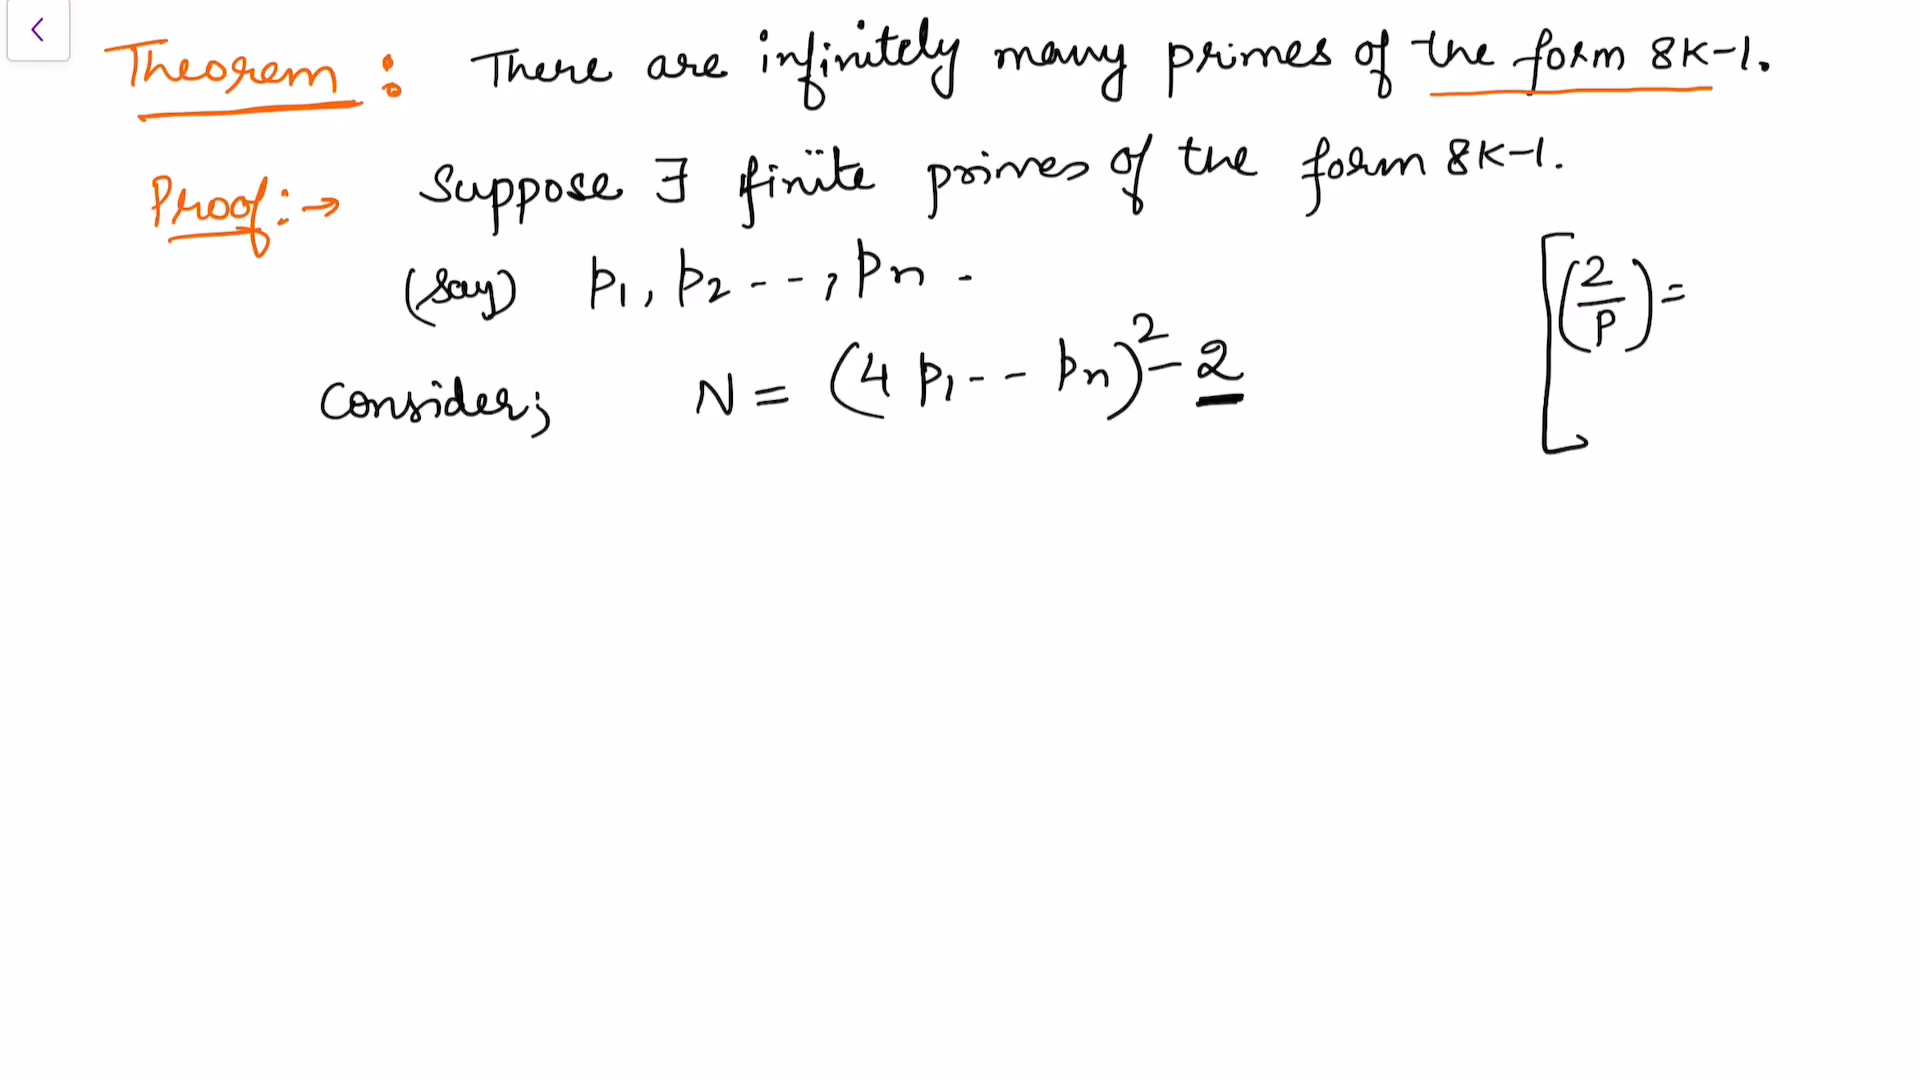 Theorem : There are infinitely many primes of the form 8K-1.
Proof :→ Suppose ∃ finite primes of the form 8K-1.
(say) p1, p2 - - -, pn .
Consider; N = (4 p1 - - pn)² - 2
[(2/p) =